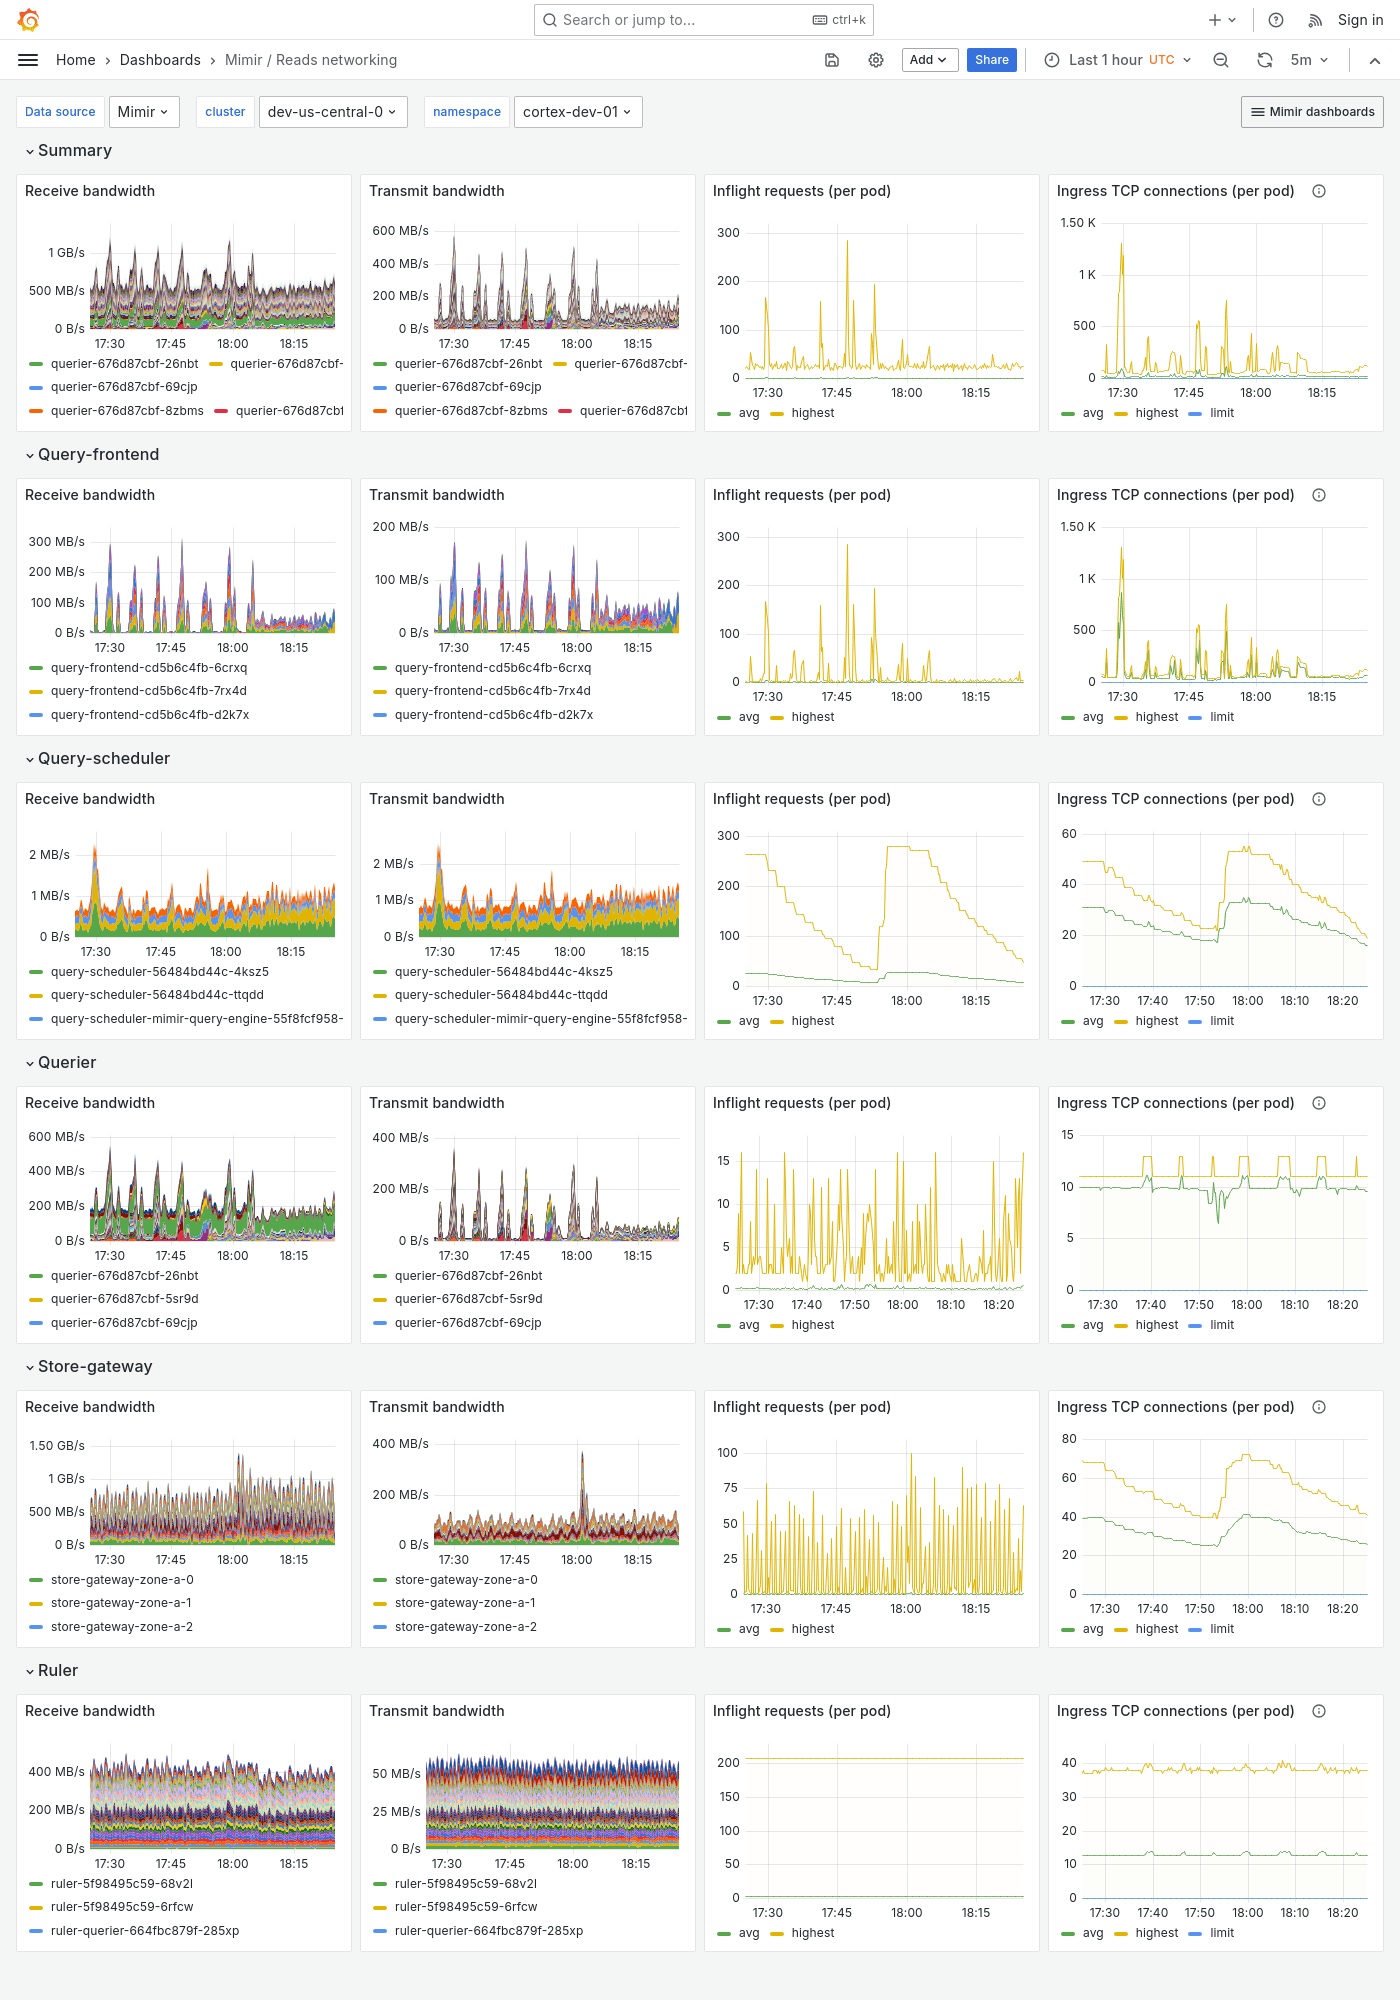 Search or jump to... ctrl+k Sign in
Home > Dashboards > Mimir / Reads networking Add Share Last 1 hour UTC 5m
Data source Mimir cluster dev-us-central-0 namespace cortex-dev-01 Mimir dashboards
Summary
Receive bandwidth
1 GB/s
500 MB/s
0 B/s
17:30 17:45 18:00 18:15
querier-676d87cbf-26nbt querier-676d87cbf-
querier-676d87cbf-69cjp
querier-676d87cbf-8zbms querier-676d87cbf
Transmit bandwidth
600 MB/s
400 MB/s
200 MB/s
0 B/s
17:30 17:45 18:00 18:15
querier-676d87cbf-26nbt querier-676d87cbf-
querier-676d87cbf-69cjp
querier-676d87cbf-8zbms querier-676d87cbf
Inflight requests (per pod)
300
200
100
0
17:30 17:45 18:00 18:15
avg highest
Ingress TCP connections (per pod)
1.50 K
1 K
500
0
17:30 17:45 18:00 18:15
avg highest limit
Query-frontend
Receive bandwidth
300 MB/s
200 MB/s
100 MB/s
0 B/s
17:30 17:45 18:00 18:15
query-frontend-cd5b6c4fb-6crxq
query-frontend-cd5b6c4fb-7rx4d
query-frontend-cd5b6c4fb-d2k7x
Transmit bandwidth
200 MB/s
100 MB/s
0 B/s
17:30 17:45 18:00 18:15
query-frontend-cd5b6c4fb-6crxq
query-frontend-cd5b6c4fb-7rx4d
query-frontend-cd5b6c4fb-d2k7x
Inflight requests (per pod)
300
200
100
0
17:30 17:45 18:00 18:15
avg highest
Ingress TCP connections (per pod)
1.50 K
1 K
500
0
17:30 17:45 18:00 18:15
avg highest limit
Query-scheduler
Receive bandwidth
2 MB/s
1 MB/s
0 B/s
17:30 17:45 18:00 18:15
query-scheduler-56484bd44c-4ksz5
query-scheduler-56484bd44c-ttqdd
query-scheduler-mimir-query-engine-55f8fcf958-
Transmit bandwidth
2 MB/s
1 MB/s
0 B/s
17:30 17:45 18:00 18:15
query-scheduler-56484bd44c-4ksz5
query-scheduler-56484bd44c-ttqdd
query-scheduler-mimir-query-engine-55f8fcf958-
Inflight requests (per pod)
300
200
100
0
17:30 17:45 18:00 18:15
avg highest
Ingress TCP connections (per pod)
60
40
20
0
17:30 17:40 17:50 18:00 18:10 18:20
avg highest limit
Querier
Receive bandwidth
600 MB/s
400 MB/s
200 MB/s
0 B/s
17:30 17:45 18:00 18:15
querier-676d87cbf-26nbt
querier-676d87cbf-5sr9d
querier-676d87cbf-69cjp
Transmit bandwidth
400 MB/s
200 MB/s
0 B/s
17:30 17:45 18:00 18:15
querier-676d87cbf-26nbt
querier-676d87cbf-5sr9d
querier-676d87cbf-69cjp
Inflight requests (per pod)
15
10
5
0
17:30 17:40 17:50 18:00 18:10 18:20
avg highest
Ingress TCP connections (per pod)
15
10
5
0
17:30 17:40 17:50 18:00 18:10 18:20
avg highest limit
Store-gateway
Receive bandwidth
1.50 GB/s
1 GB/s
500 MB/s
0 B/s
17:30 17:45 18:00 18:15
store-gateway-zone-a-0
store-gateway-zone-a-1
store-gateway-zone-a-2
Transmit bandwidth
400 MB/s
200 MB/s
0 B/s
17:30 17:45 18:00 18:15
store-gateway-zone-a-0
store-gateway-zone-a-1
store-gateway-zone-a-2
Inflight requests (per pod)
100
75
50
25
0
17:30 17:45 18:00 18:15
avg highest
Ingress TCP connections (per pod)
80
60
40
20
0
17:30 17:40 17:50 18:00 18:10 18:20
avg highest limit
Ruler
Receive bandwidth
400 MB/s
200 MB/s
0 B/s
17:30 17:45 18:00 18:15
ruler-5f98495c59-68v2l
ruler-5f98495c59-6rfcw
ruler-querier-664fbc879f-285xp
Transmit bandwidth
50 MB/s
25 MB/s
0 B/s
17:30 17:45 18:00 18:15
ruler-5f98495c59-68v2l
ruler-5f98495c59-6rfcw
ruler-querier-664fbc879f-285xp
Inflight requests (per pod)
200
150
100
50
0
17:30 17:45 18:00 18:15
avg highest
Ingress TCP connections (per pod)
40
30
20
10
0
17:30 17:40 17:50 18:00 18:10 18:20
avg highest limit